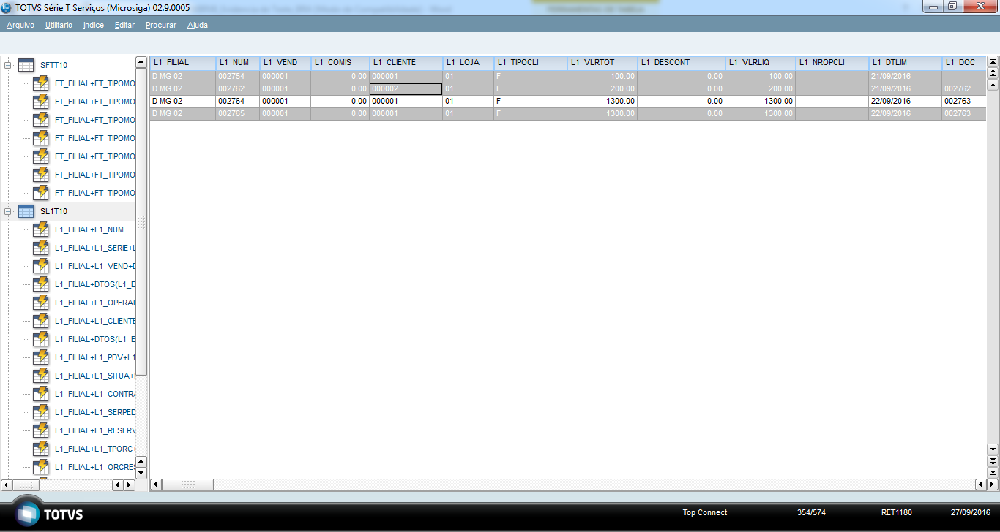 TOTVS Série T Serviços (Microsiga) 02.9.0005
Arquivo Utilitario Indice Editar Procurar Ajuda
L1_FILIAL L1_NUM L1_VEND L1_COMIS L1_CLIENTE L1_LOJA L1_TIPOCLI L1_VLRTOT L1_DESCONT L1_VLRLIQ L1_NROPCLI L1_DTLIM L1_DOC
D MG 02 002754 000001 0.00 000001 01 F 100.00 0.00 100.00 21/09/2016
D MG 02 002762 000001 0.00 000002 01 F 200.00 0.00 200.00 21/09/2016 002762
D MG 02 002764 000001 0.00 000001 01 F 1300.00 0.00 1300.00 22/09/2016 002763
D MG 02 002765 000001 0.00 000001 01 F 1300.00 0.00 1300.00 22/09/2016 002763
SFTT10
FT_FILIAL+FT_TIPOMO
FT_FILIAL+FT_TIPOMO
FT_FILIAL+FT_TIPOMO
FT_FILIAL+FT_TIPOMO
FT_FILIAL+FT_TIPOMO
FT_FILIAL+FT_TIPOMO
FT_FILIAL+FT_TIPOMO
SL1T10
L1_FILIAL+L1_NUM
L1_FILIAL+L1_SERIE+L
L1_FILIAL+L1_VEND+D
L1_FILIAL+DTOS(L1_E
L1_FILIAL+L1_OPERAD
L1_FILIAL+L1_CLIENTE
L1_FILIAL+DTOS(L1_E
L1_FILIAL+L1_PDV+L1
L1_FILIAL+L1_SITUA+
L1_FILIAL+L1_CONTRA
L1_FILIAL+L1_SERPED
L1_FILIAL+L1_RESERV
L1_FILIAL+L1_TPORC+
L1_FILIAL+L1_ORCRES
TOTVS
Top Connect 354/574 RET1180 27/09/2016